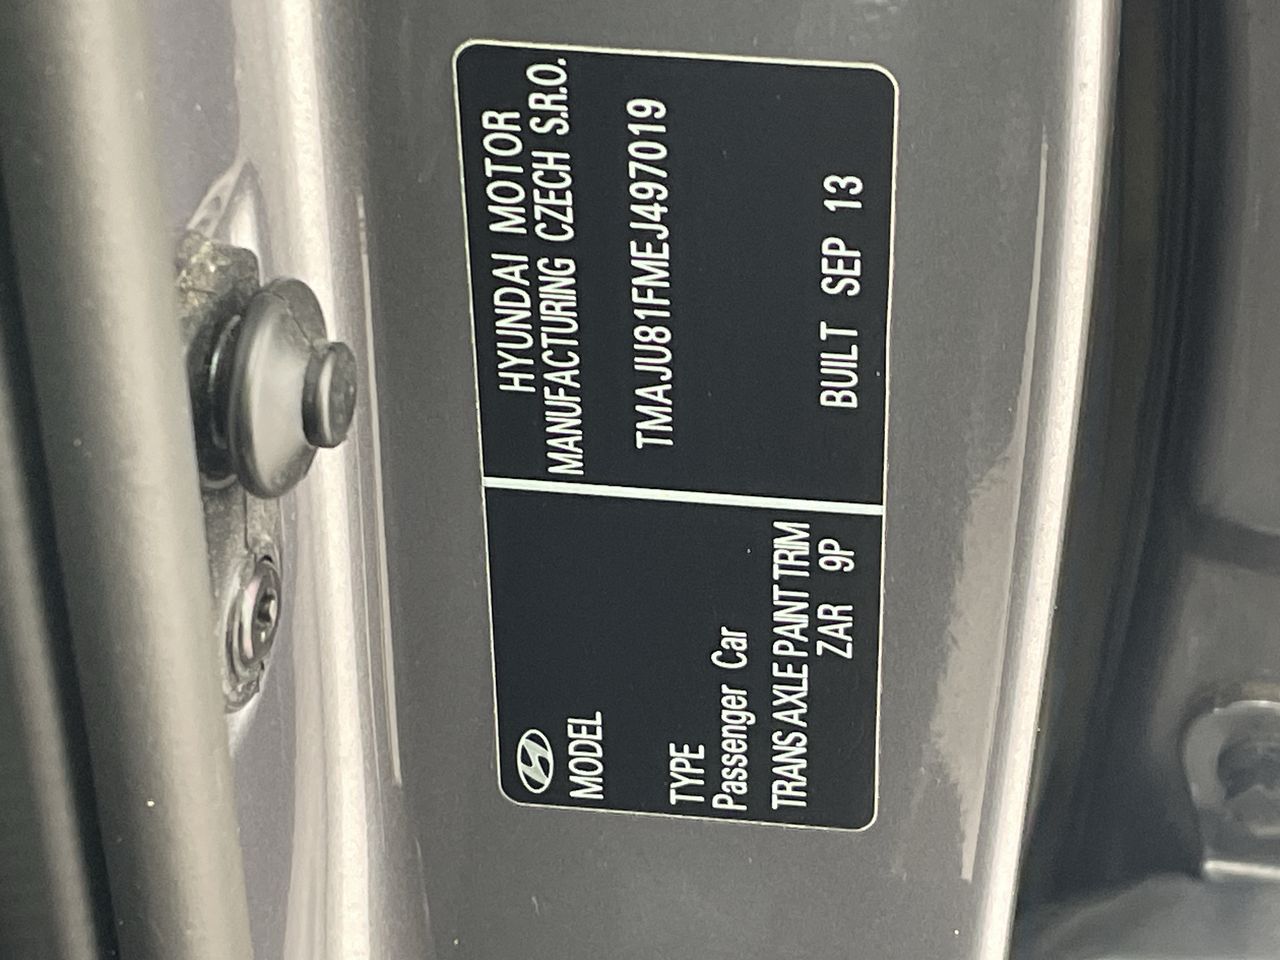 HYUNDAI MOTOR
MANUFACTURING CZECH S.R.O.
TMAJU81FMEJ497019
BUILT SEP 13
MODEL
TYPE
Passenger Car
TRANS AXLE PAINT TRIM
ZAR 9P